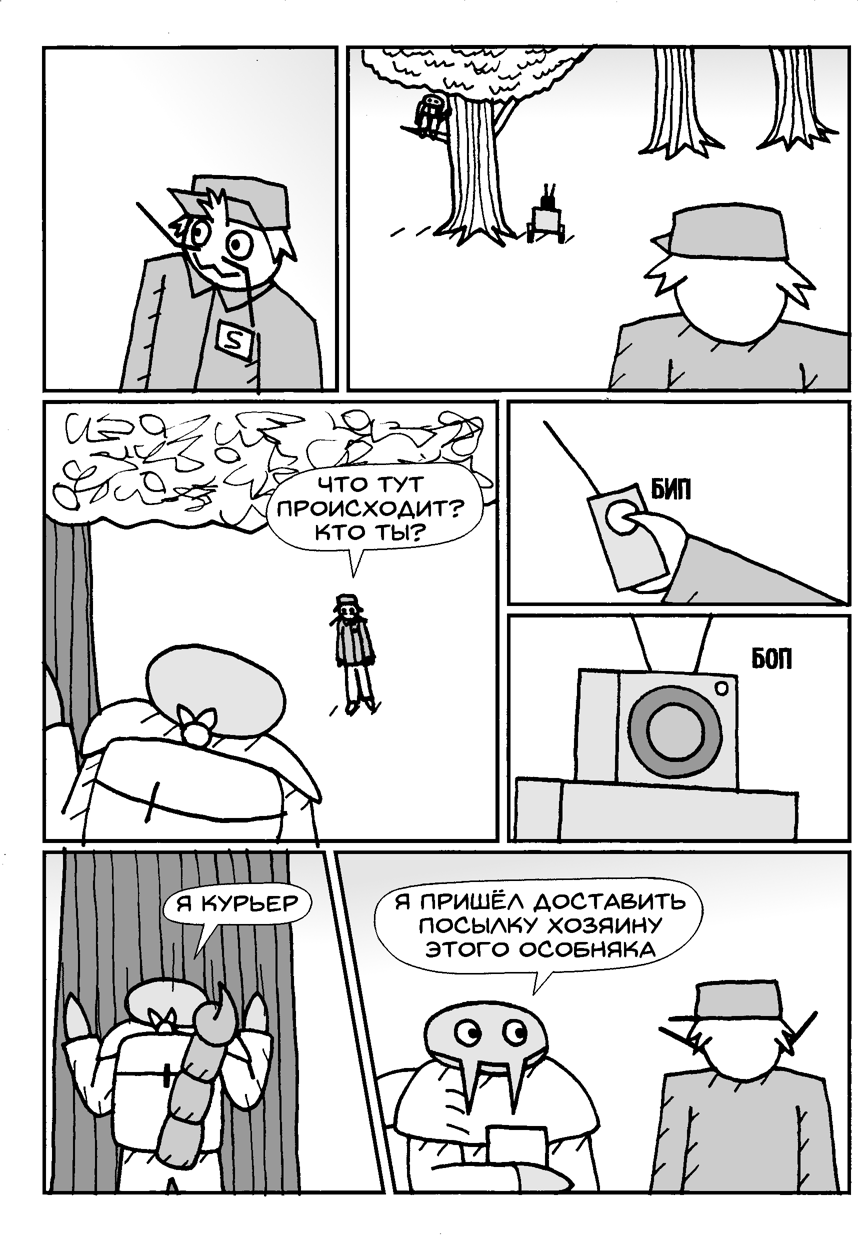 S
ЧТО ТУТ
ПРОИСХОДИТ?
КТО ТЫ?
БИП
БОП
Я КУРЬЕР
Я ПРИШЁЛ ДОСТАВИТЬ
ПОСЫЛКУ ХОЗЯИНУ
ЭТОГО ОСОБНЯКА